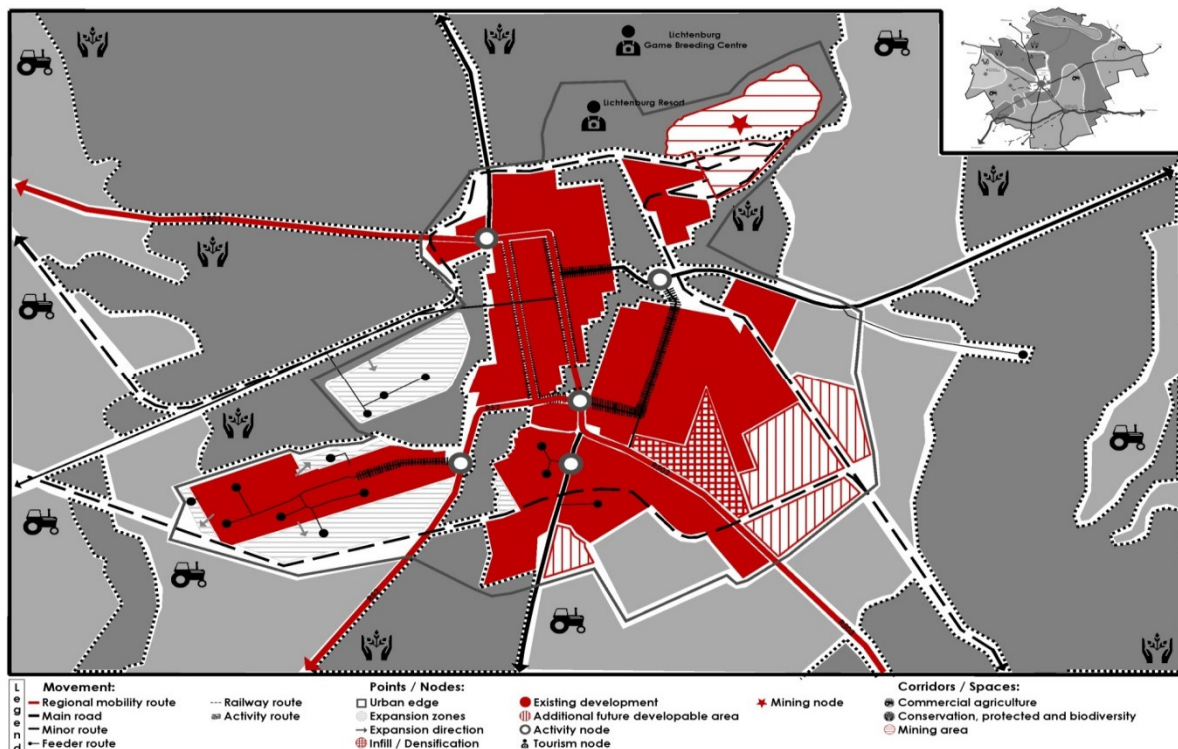 Lichtenburg
Game Breeding Centre
Lichtenburg Resort
Legend
Movement:
Regional mobility route
Main road
Minor route
Feeder route
Railway route
Activity route
Points / Nodes:
Urban edge
Expansion zones
Expansion direction
Infill / Densification
Existing development
Additional future developable area
Activity node
Tourism node
Mining node
Corridors / Spaces:
Commercial agriculture
Conservation, protected and biodiversity
Mining area